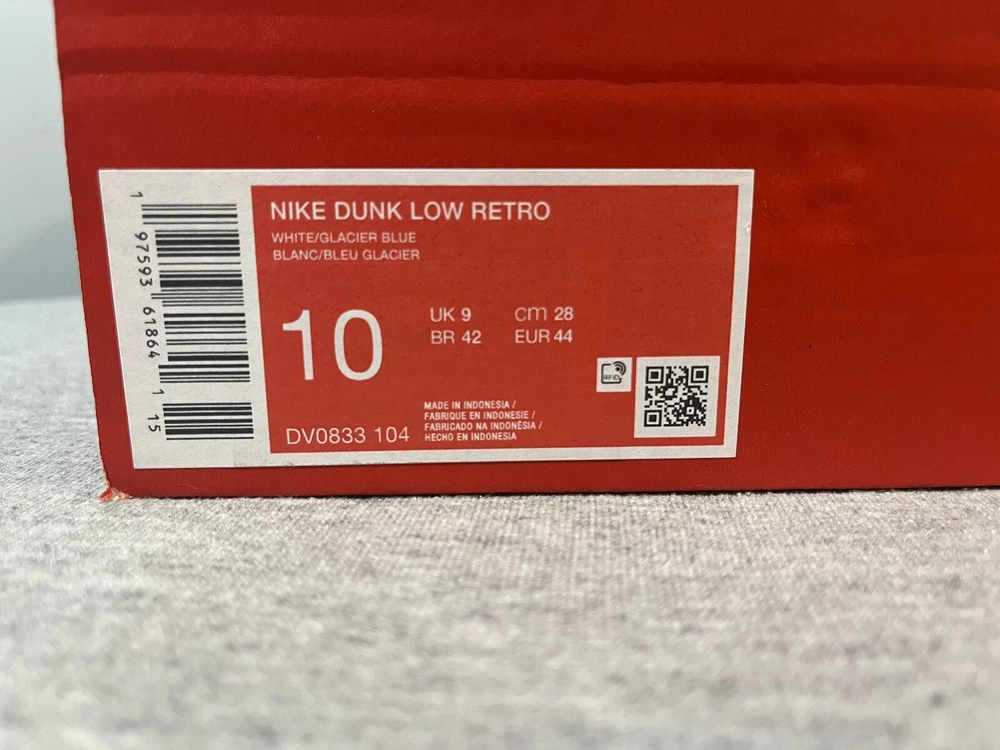 1 97593 61864 1 15
NIKE DUNK LOW RETRO
WHITE/GLACIER BLUE
BLANC/BLEU GLACIER
10
UK 9 cm 28
BR 42 EUR 44
RFID
MADE IN INDONESIA /
FABRIQUE EN INDONESIE /
FABRICADO NA INDONÉSIA /
HECHO EN INDONESIA
DV0833 104